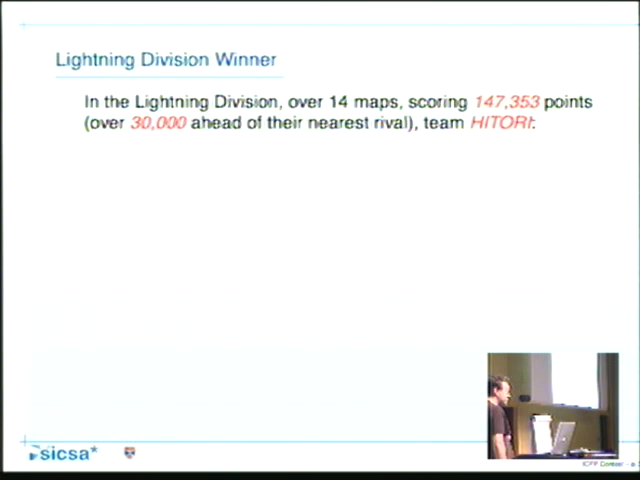 Lightning Division Winner
In the Lightning Division, over 14 maps, scoring 147,353 points
(over 30,000 ahead of their nearest rival), team HITORI:
sicsa*
ICFP Contest